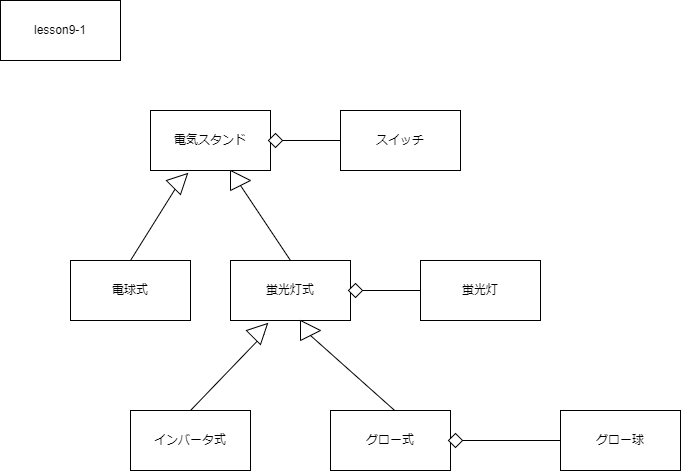 lesson9-1
電気スタンド
スイッチ
電球式
蛍光灯式
蛍光灯
インバータ式
グロー式
グロー球